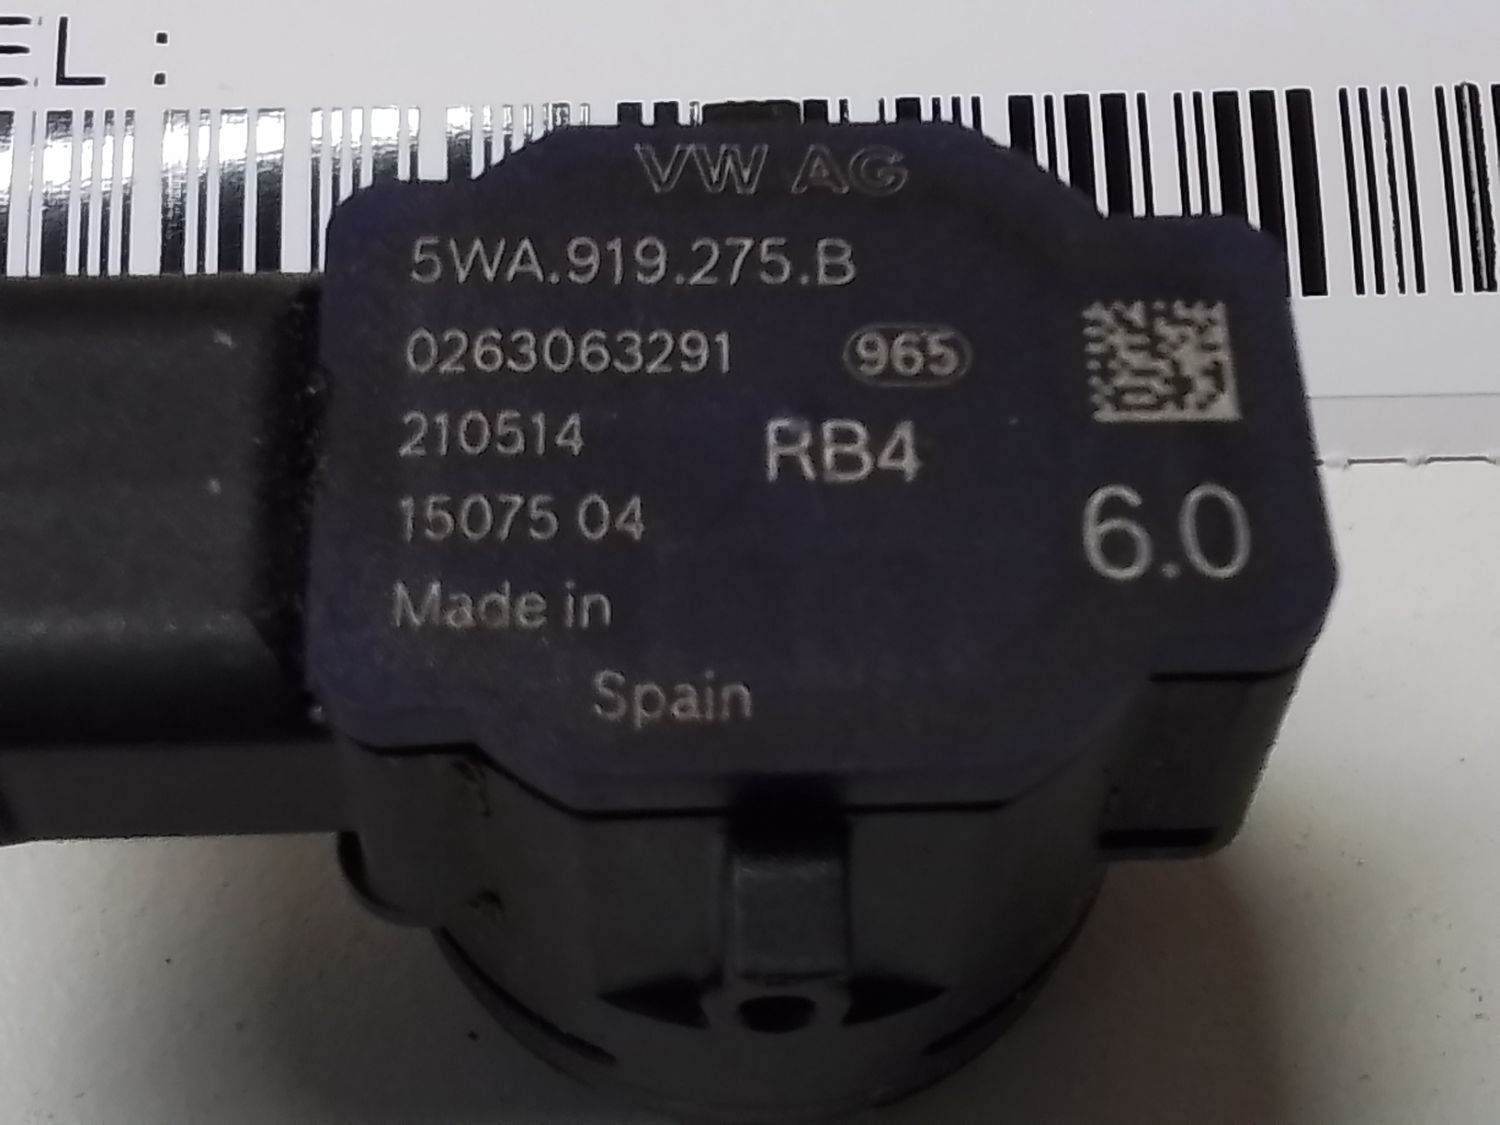 EL :
VW AG
5WA.919.275.B
0263063291 965
210514 RB4
15075 04 6.0
Made in
Spain